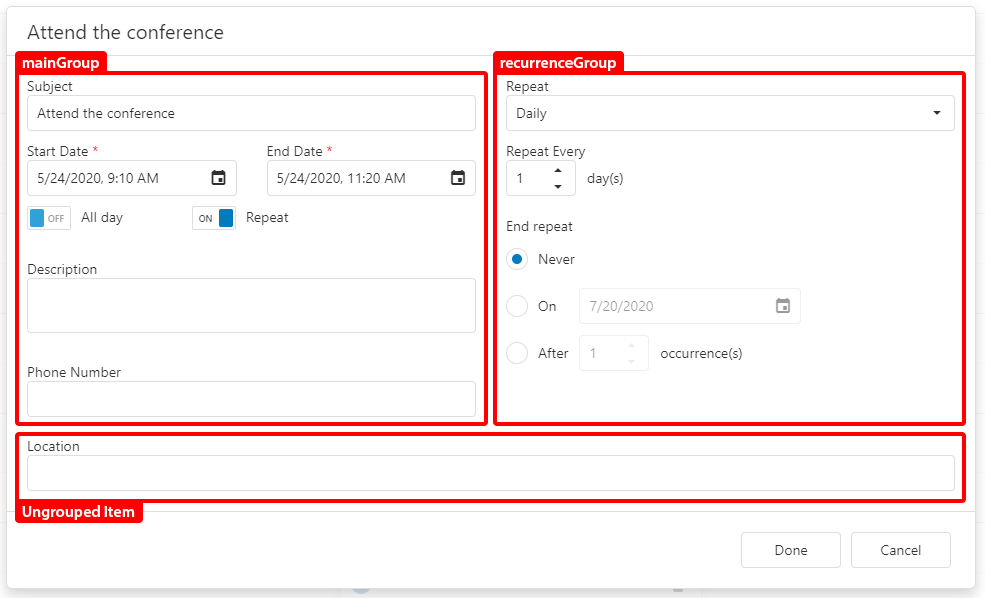 Attend the conference
mainGroup
Subject
Attend the conference
Start Date * End Date *
5/24/2020, 9:10 AM 5/24/2020, 11:20 AM
OFF All day ON Repeat
Description
Phone Number
recurrenceGroup
Repeat
Daily
Repeat Every
1 day(s)
End repeat
Never
On 7/20/2020
After 1 occurrence(s)
Location
Ungrouped Item
Done Cancel